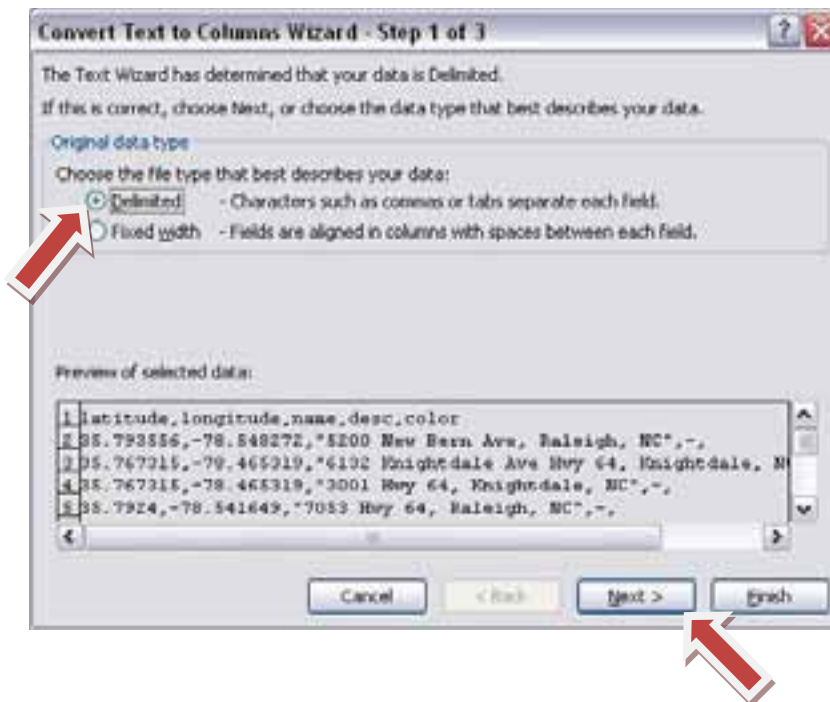 Convert Text to Columns Wizard - Step 1 of 3
The Text Wizard has determined that your data is Delimited.
If this is correct, choose Next, or choose the data type that best describes your data.
Original data type
Choose the file type that best describes your data:
Delimited - Characters such as commas or tabs separate each field.
Fixed width - Fields are aligned in columns with spaces between each field.
Preview of selected data:
1 latitude,longitude,name,desc,color
2 35.793556,-78.548272,"5200 New Bern Ave, Raleigh, NC",-,
3 35.767315,-78.465319,"6132 Knightdale Ave Hwy 64, Knightdale,
4 35.767315,-78.465319,"3001 Hwy 64, Knightdale, NC",-,
5 35.7924,-78.541649,"7053 Hwy 64, Raleigh, NC",-,
Cancel < Back Next > Finish